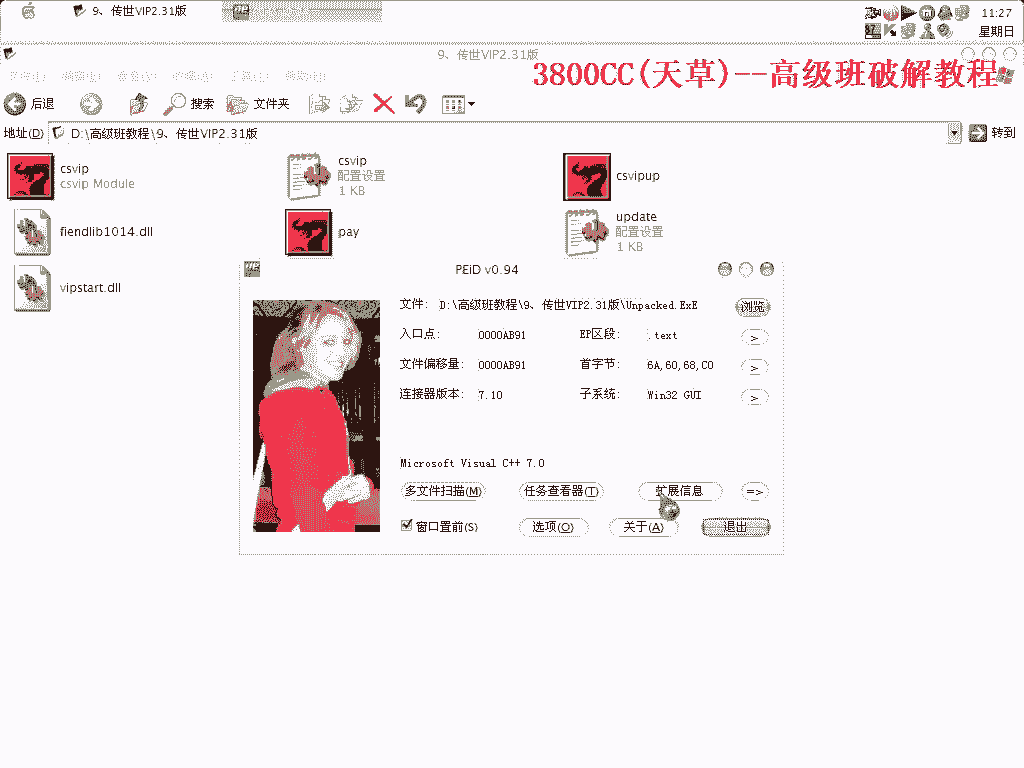 9、传世VIP2.31版
11:27
星期日
9、传世VIP2.31版
3800CC(天草)--高级班破解教程
后退
搜索
文件夹
地址(D)
D:\高级班教程\9、传世VIP2.31版
转到
csvip
csvip Module
csvip
配置设置
1 KB
csvipup
fiendlib1014.dll
pay
update
配置设置
1 KB
vipstart.dll
PEiD v0.94
文件: D:\高级班教程\9、传世VIP2.31版\Unpacked.ExE
浏览
入口点: 0000AB91 EP区段: .text >
文件偏移量: 0000AB91 首字节: 6A,60,68,C0 >
连接器版本: 7.10 子系统: Win32 GUI >
Microsoft Visual C++ 7.0
多文件扫描(M) 任务查看器(T) 扩展信息 =>
窗口置前(S) 选项(O) 关于(A) 退出